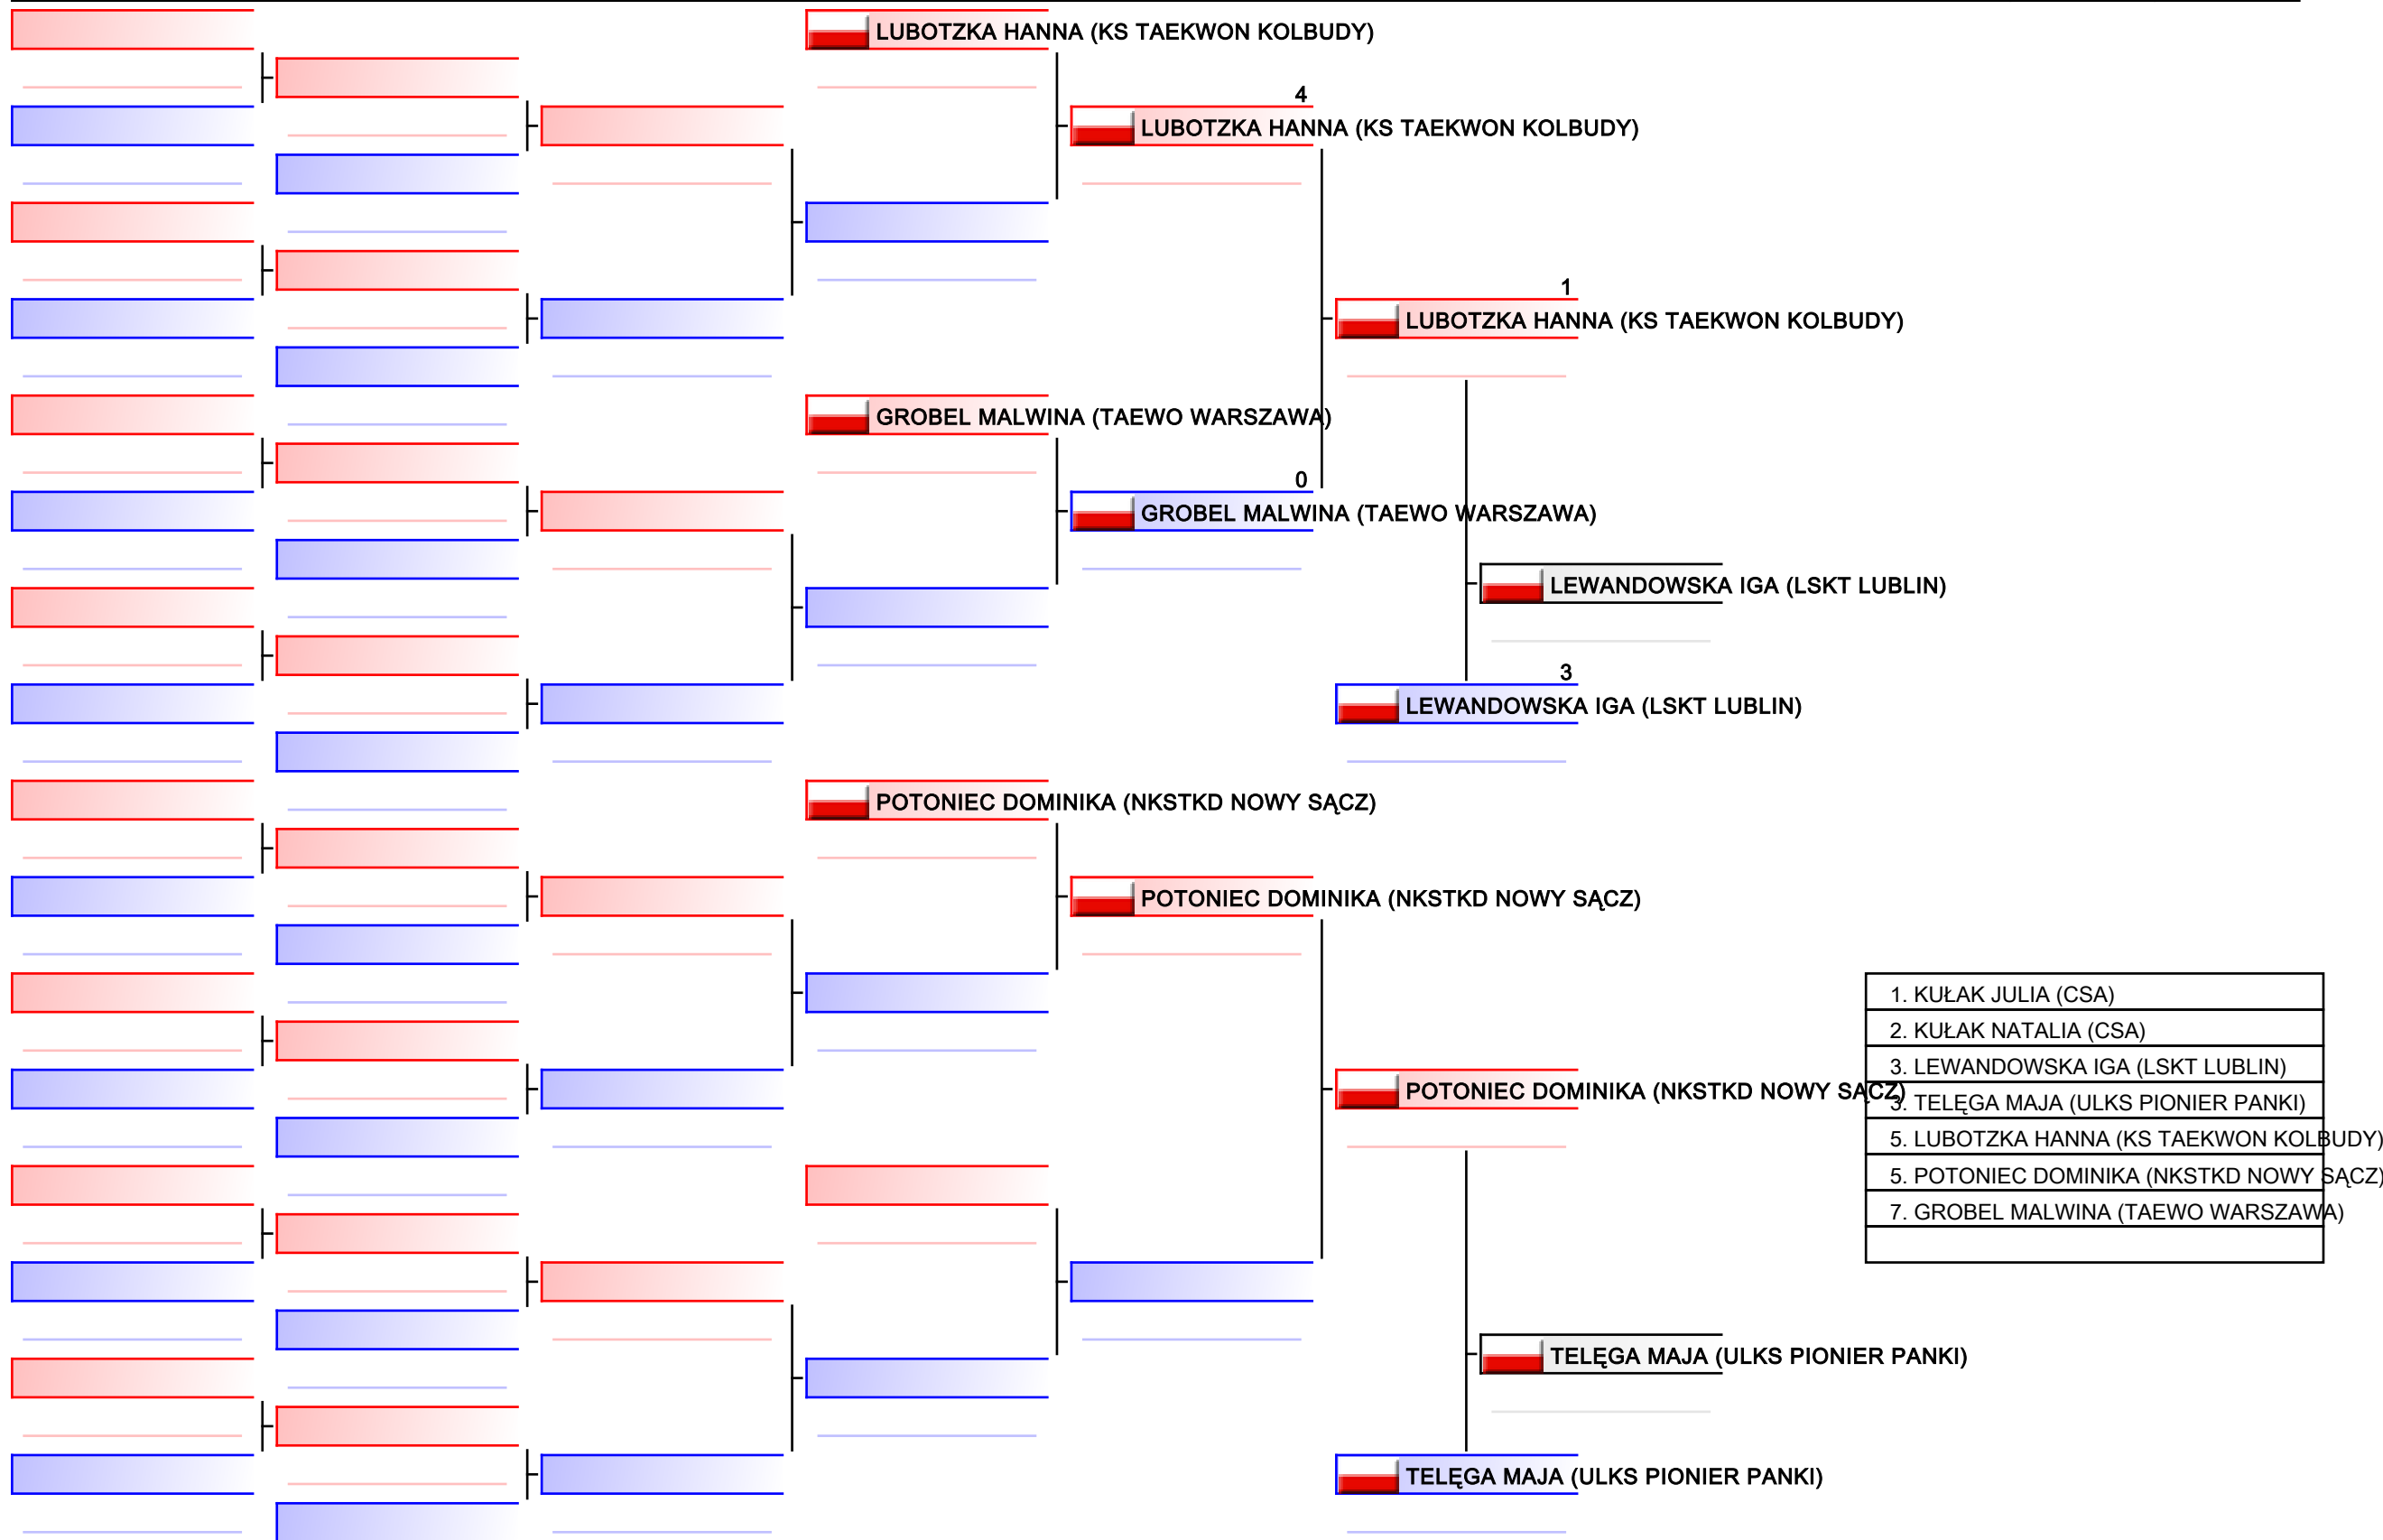 LUBOTZKA HANNA (KS TAEKWON KOLBUDY)
4
LUBOTZKA HANNA (KS TAEKWON KOLBUDY)
1
LUBOTZKA HANNA (KS TAEKWON KOLBUDY)
GROBEL MALWINA (TAEWO WARSZAWA)
0
GROBEL MALWINA (TAEWO WARSZAWA)
LEWANDOWSKA IGA (LSKT LUBLIN)
3
LEWANDOWSKA IGA (LSKT LUBLIN)
POTONIEC DOMINIKA (NKSTKD NOWY SĄCZ)
POTONIEC DOMINIKA (NKSTKD NOWY SĄCZ)
POTONIEC DOMINIKA (NKSTKD NOWY SĄCZ)
TELĘGA MAJA (ULKS PIONIER PANKI)
TELĘGA MAJA (ULKS PIONIER PANKI)
1. KUŁAK JULIA (CSA)
2. KUŁAK NATALIA (CSA)
3. LEWANDOWSKA IGA (LSKT LUBLIN)
3. TELĘGA MAJA (ULKS PIONIER PANKI)
5. LUBOTZKA HANNA (KS TAEKWON KOLBUDY)
5. POTONIEC DOMINIKA (NKSTKD NOWY SĄCZ)
7. GROBEL MALWINA (TAEWO WARSZAWA)